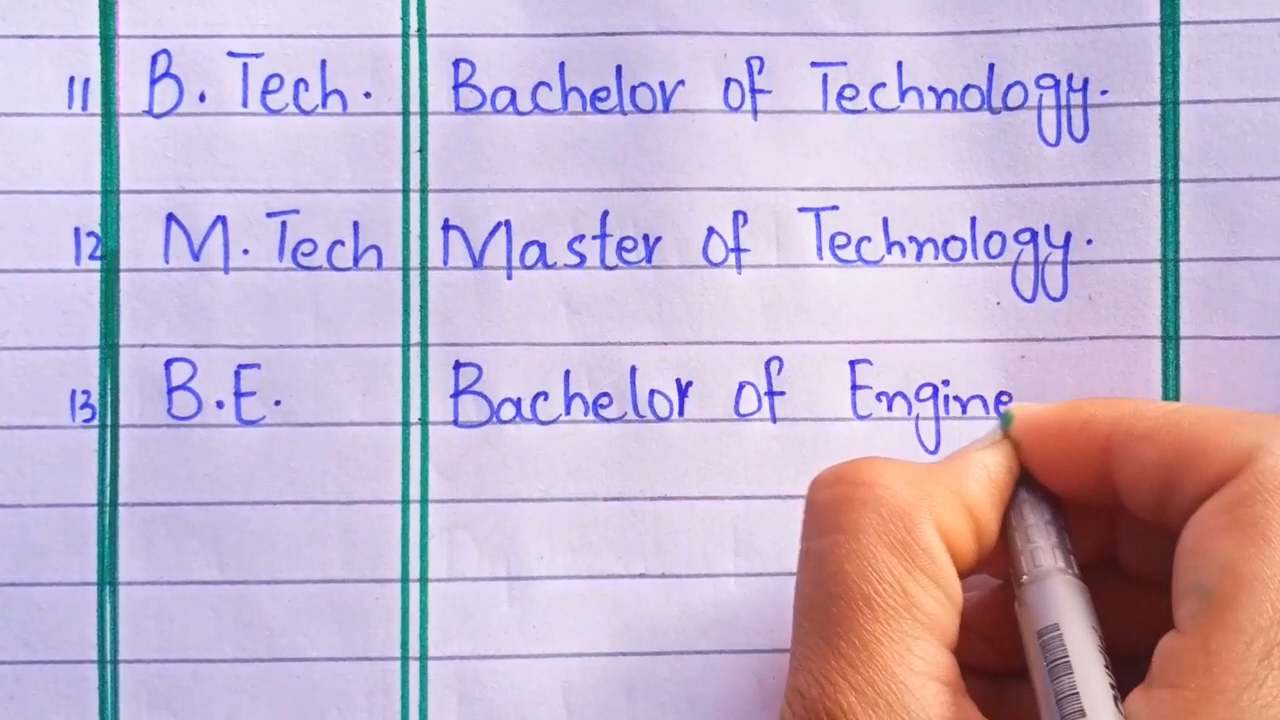 11 B. Tech. Bachelor of Technology.
12 M. Tech Master of Technology.
13 B.E. Bachelor of Engine